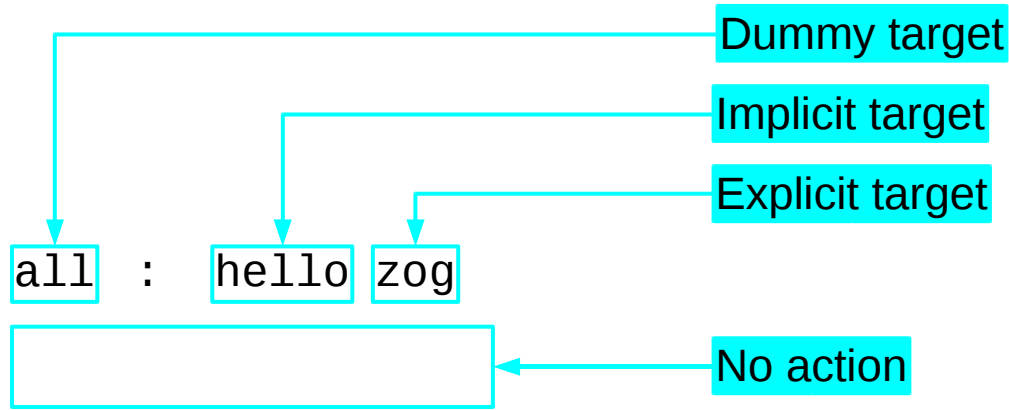 Dummy target
Implicit target
Explicit target
all : hello zog
No action